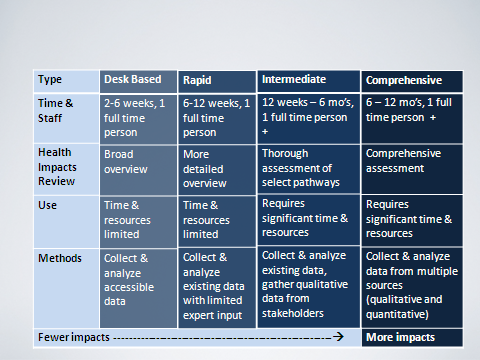 Type Desk Based Rapid Intermediate Comprehensive
Time & Staff 2-6 weeks, 1 full time person 6-12 weeks, 1 full time person 12 weeks – 6 mo's, 1 full time person + 6 – 12 mo's, 1 full time person +
Health Impacts Review Broad overview More detailed overview Thorough assessment of select pathways Comprehensive assessment
Use Time & resources limited Time & resources limited Requires significant time & resources Requires significant time & resources
Methods Collect & analyze accessible data Collect & analyze existing data with limited expert input Collect & analyze existing data, gather qualitative data from stakeholders Collect & analyze data from multiple sources (qualitative and quantitative)
Fewer impacts ------------------------------------------------→ More impacts